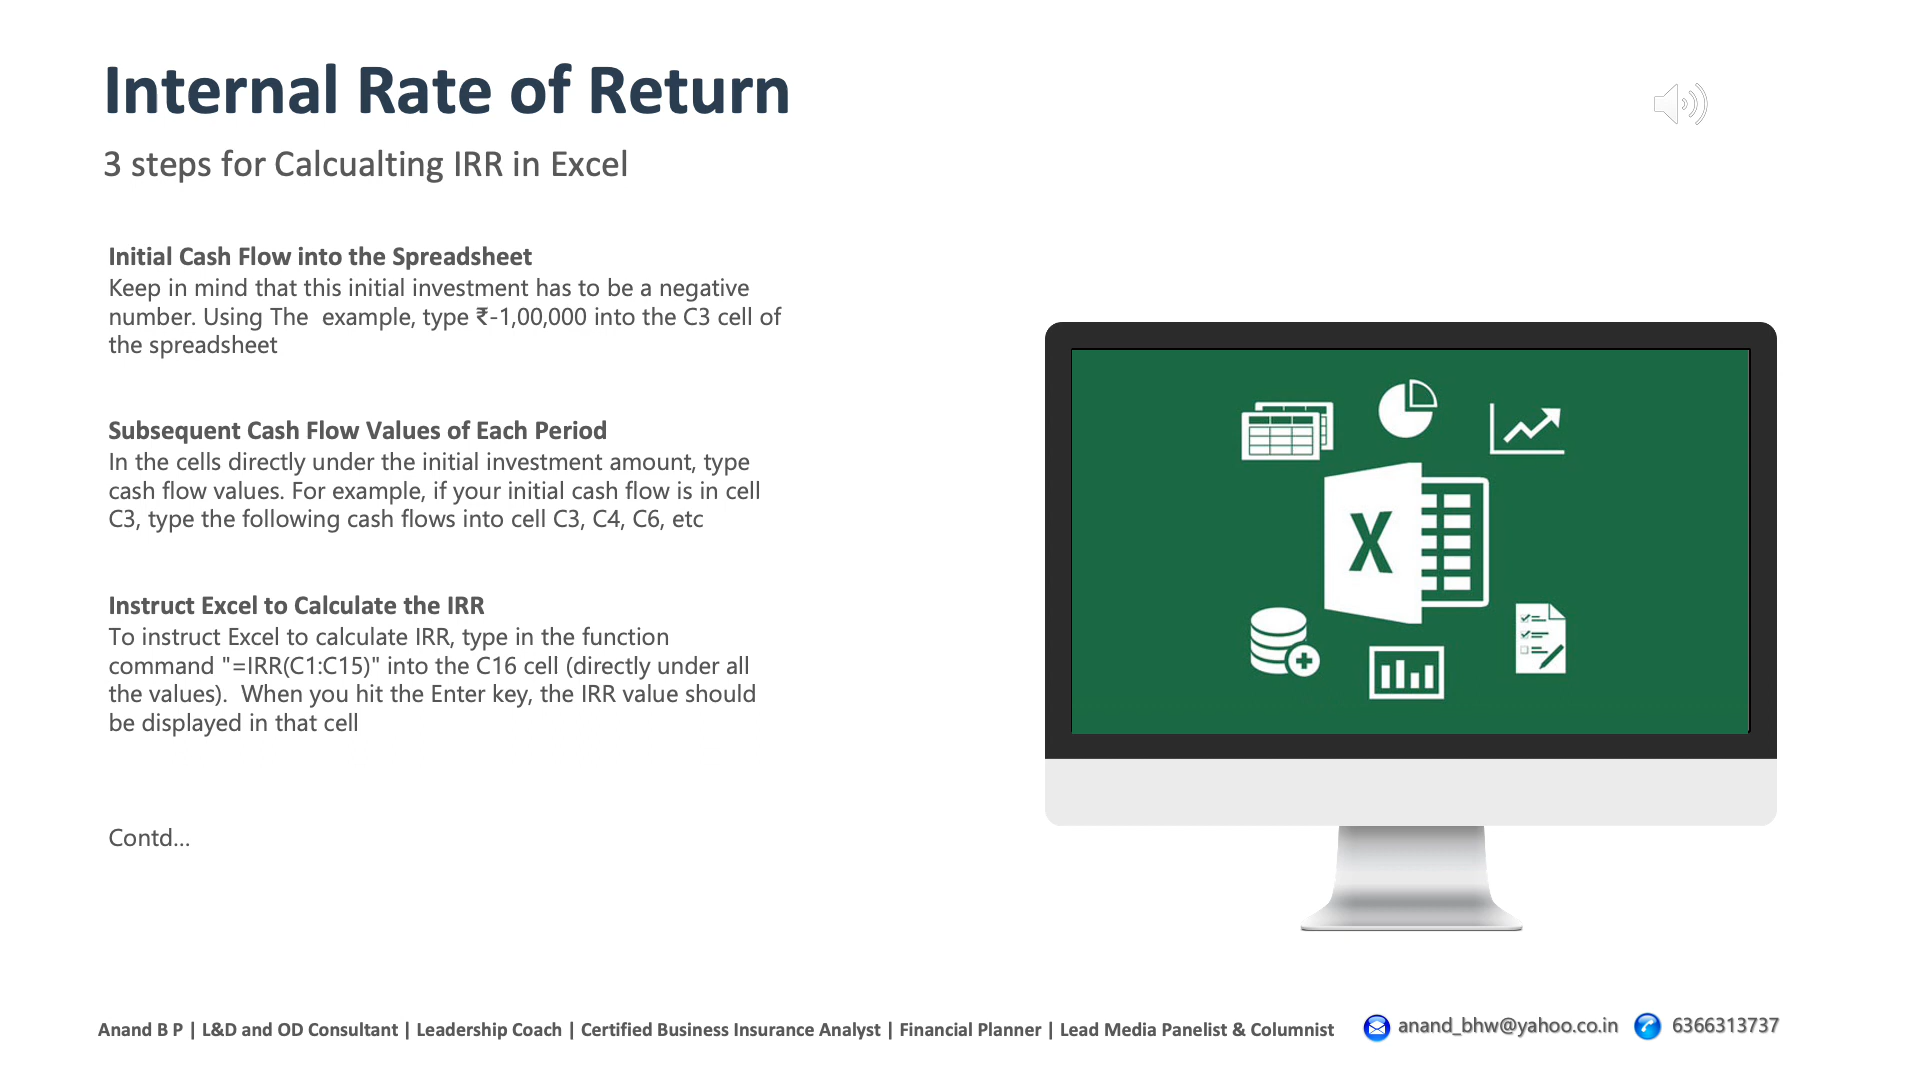 Internal Rate of Return
3 steps for Calcualting IRR in Excel
Initial Cash Flow into the Spreadsheet
Keep in mind that this initial investment has to be a negative
number. Using The  example, type ₹-1,00,000 into the C3 cell of
the spreadsheet
Subsequent Cash Flow Values of Each Period
In the cells directly under the initial investment amount, type
cash flow values. For example, if your initial cash flow is in cell
C3, type the following cash flows into cell C3, C4, C6, etc
Instruct Excel to Calculate the IRR
To instruct Excel to calculate IRR, type in the function
command "=IRR(C1:C15)" into the C16 cell (directly under all
the values).  When you hit the Enter key, the IRR value should
be displayed in that cell
Contd...
X
Anand B P | L&D and OD Consultant | Leadership Coach | Certified Business Insurance Analyst | Financial Planner | Lead Media Panelist & Columnist anand_bhw@yahoo.co.in 6366313737